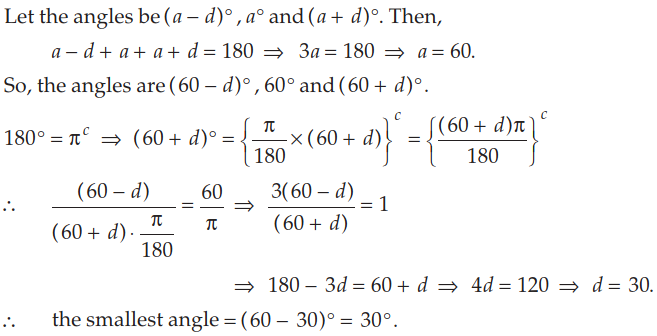 Let the angles be (a – d)°, a° and (a + d)°. Then,
a – d + a + a + d = 180 ⇒ 3a = 180 ⇒ a = 60.
So, the angles are (60 – d)°, 60° and (60 + d)°.
180° = πᶜ ⇒ (60 + d)° = {π/180 × (60 + d)}ᶜ = {(60 + d)π/180}ᶜ
∴ (60 – d)/((60 + d)·π/180) = 60/π ⇒ 3(60 – d)/(60 + d) = 1
⇒ 180 – 3d = 60 + d ⇒ 4d = 120 ⇒ d = 30.
∴ the smallest angle = (60 – 30)° = 30°.